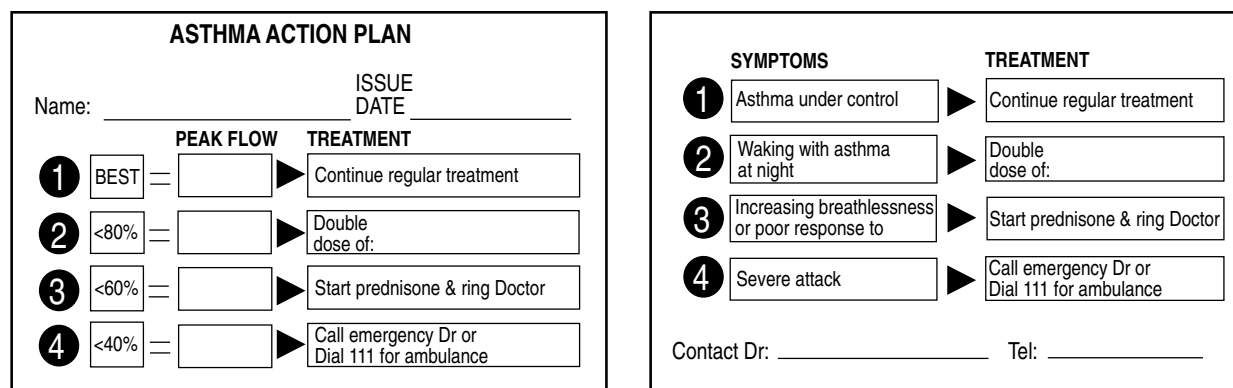 ASTHMA ACTION PLAN
Name:
ISSUE
DATE
PEAK FLOW TREATMENT
1 BEST = Continue regular treatment
2 <80% = Double
dose of:
3 <60% = Start prednisone & ring Doctor
4 <40% = Call emergency Dr or
Dial 111 for ambulance
SYMPTOMS TREATMENT
1 Asthma under control Continue regular treatment
2 Waking with asthma
at night
Double
dose of:
3 Increasing breathlessness
or poor response to
Start prednisone & ring Doctor
4 Severe attack
Call emergency Dr or
Dial 111 for ambulance
Contact Dr: Tel: